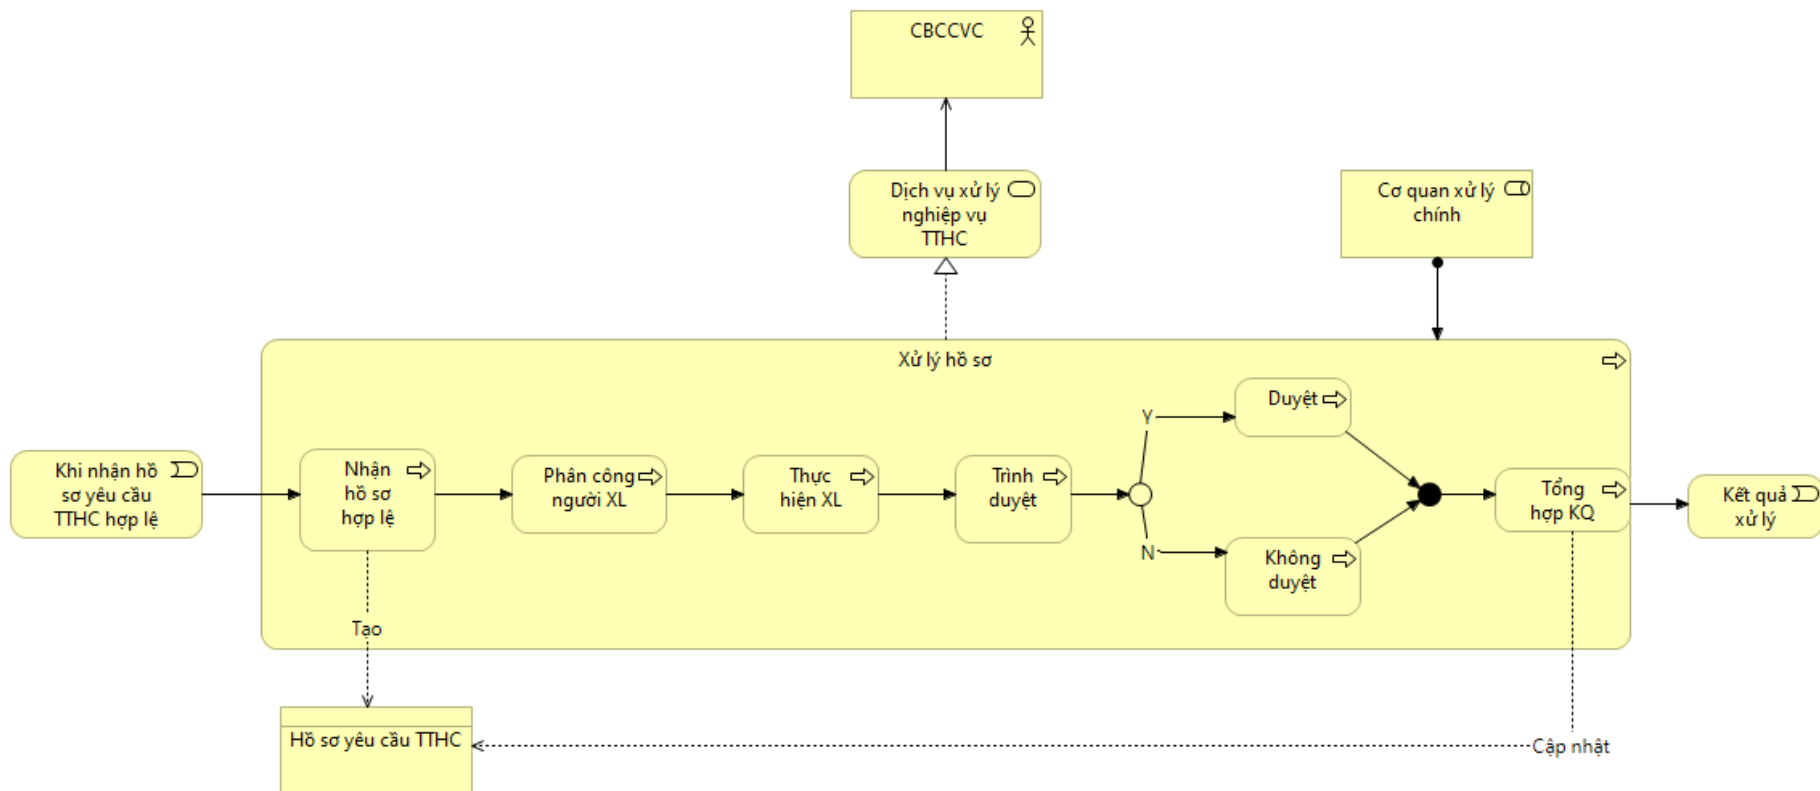 CBCCVC
Dịch vụ xử lý
nghiệp vụ
TTHC
Cơ quan xử lý
chính
Xử lý hồ sơ
Khi nhận hồ
sơ yêu cầu
TTHC hợp lệ
Nhận
hồ sơ
hợp lệ
Phân công
người XL
Thực
hiện XL
Trình
duyệt
Y
Duyệt
N
Không
duyệt
Tổng
hợp KQ
Kết quả
xử lý
Tạo
Hồ sơ yêu cầu TTHC
Cập nhật